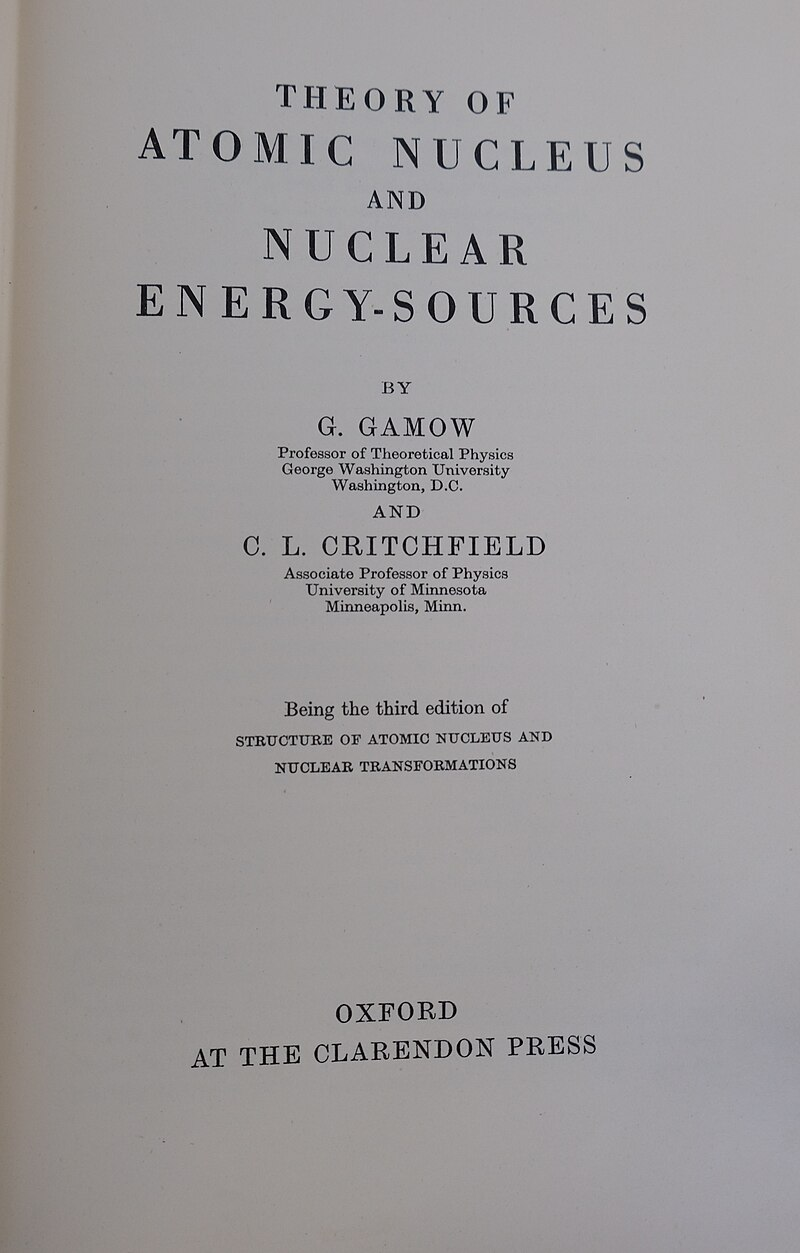 THEORY OF
ATOMIC NUCLEUS
AND
NUCLEAR
ENERGY-SOURCES
BY
G. GAMOW
Professor of Theoretical Physics
George Washington University
Washington, D.C.
AND
C. L. CRITCHFIELD
Associate Professor of Physics
University of Minnesota
Minneapolis, Minn.
Being the third edition of
STRUCTURE OF ATOMIC NUCLEUS AND
NUCLEAR TRANSFORMATIONS
OXFORD
AT THE CLARENDON PRESS